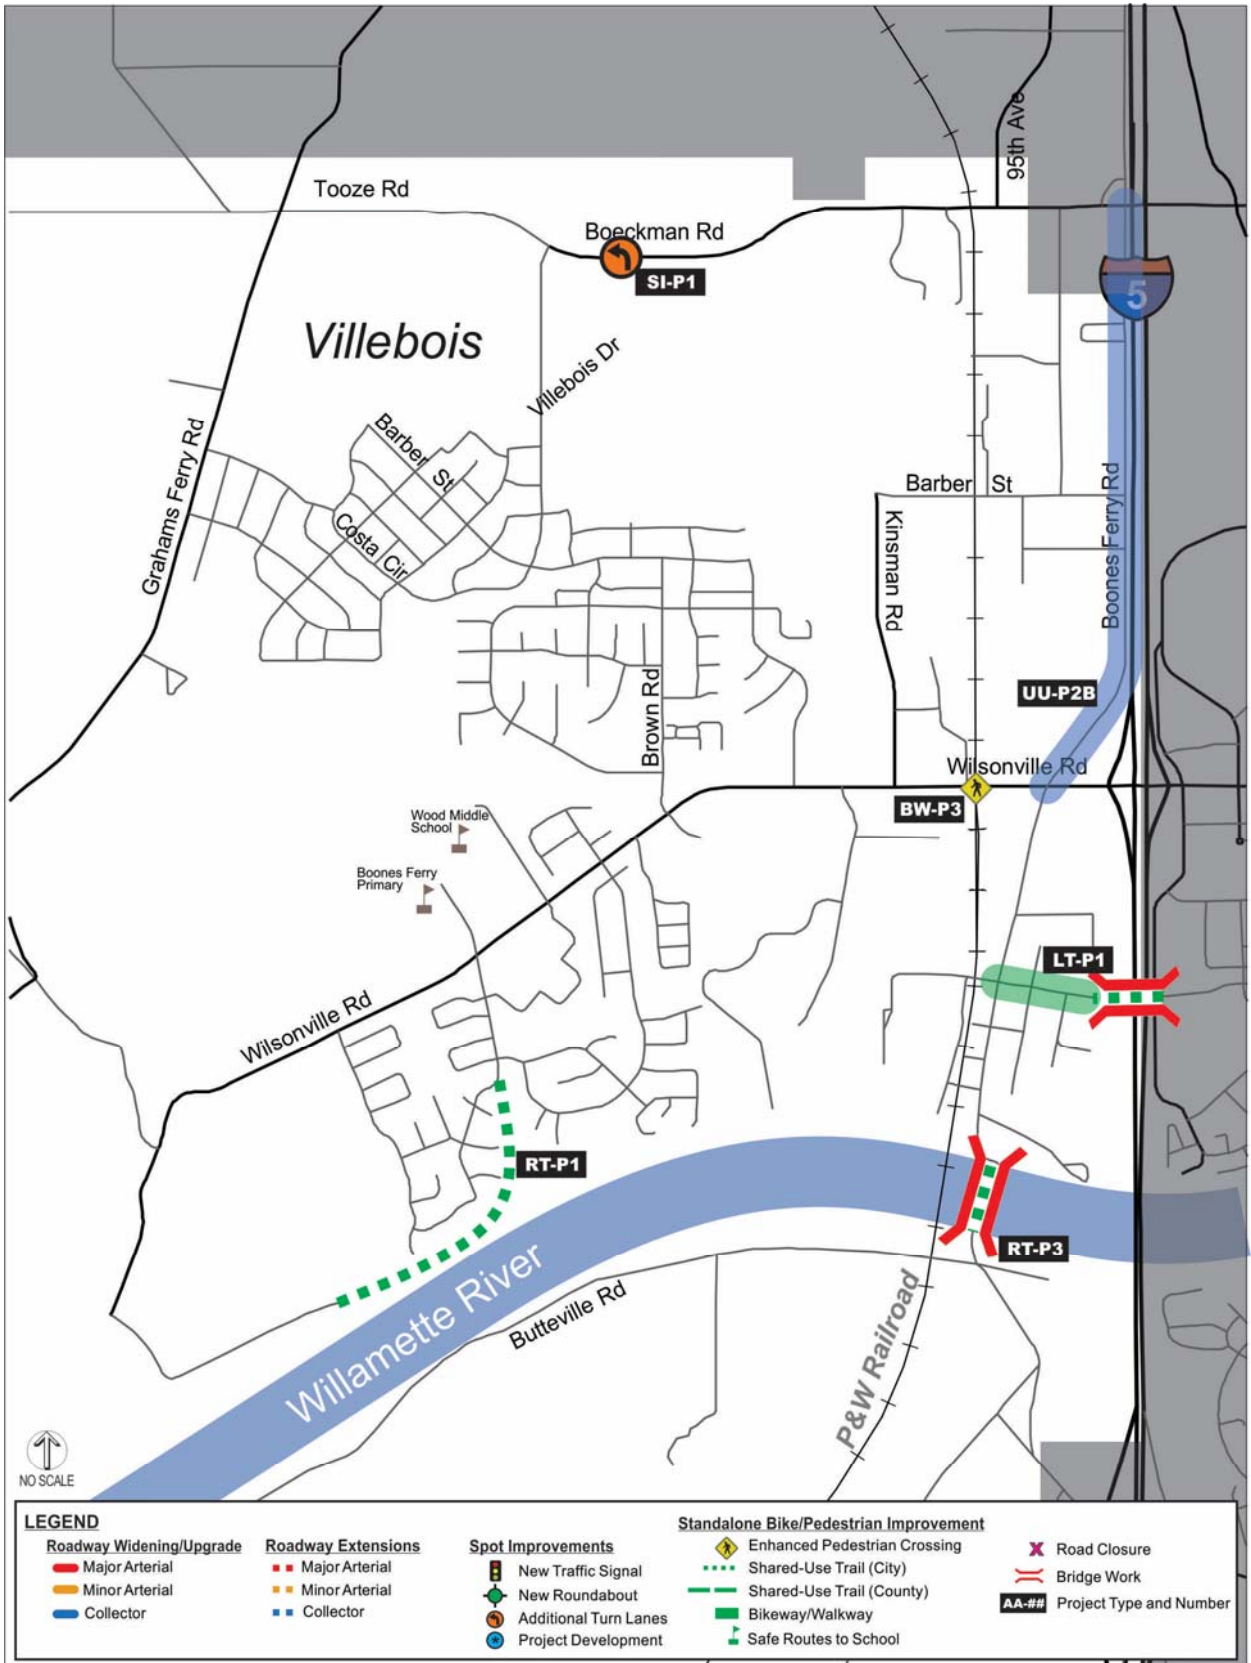 95th Ave
Tooze Rd
Boeckman Rd
SI-P1
5
Villebois
Villebois Dr
Barber St
Grahams Ferry Rd
Costa Cir
Barber St
Kinsman Rd
Boones Ferry Rd
UU-P2B
Brown Rd
Wilsonville Rd
BW-P3
Wood Middle
School
Boones Ferry
Primary
LT-P1
Wilsonville Rd
RT-P1
RT-P3
Willamette River
Butteville Rd
P&W Railroad
NO SCALE
LEGEND
Roadway Widening/Upgrade
Major Arterial
Minor Arterial
Collector
Roadway Extensions
Major Arterial
Minor Arterial
Collector
Spot Improvements
New Traffic Signal
New Roundabout
Additional Turn Lanes
Project Development
Standalone Bike/Pedestrian Improvement
Enhanced Pedestrian Crossing
Shared-Use Trail (City)
Shared-Use Trail (County)
Bikeway/Walkway
Safe Routes to School
Road Closure
Bridge Work
AA-## Project Type and Number